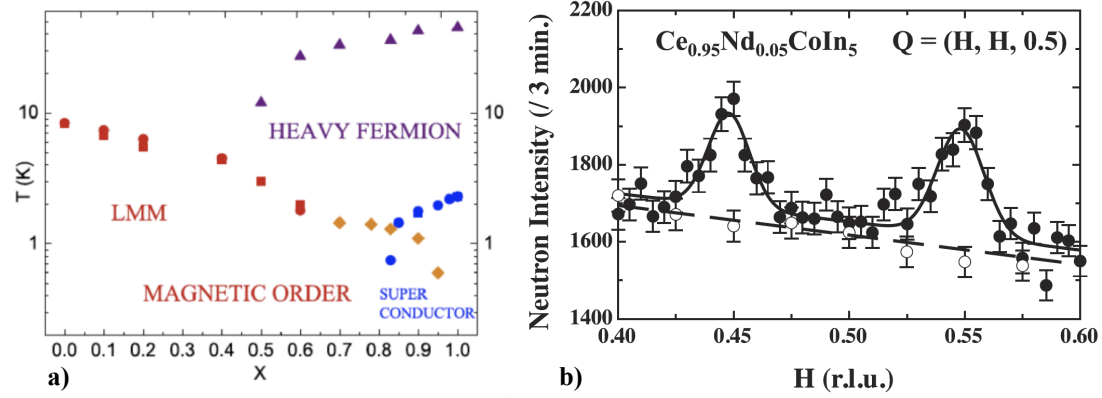 10
1
T (K)
HEAVY FERMION
LMM
MAGNETIC ORDER
SUPER
CONDUCTOR
10
1
0.0 0.1 0.2 0.3 0.4 0.5 0.6 0.7 0.8 0.9 1.0
X
a)
Neutron Intensity (/ 3 min.)
2200
2000
1800
1600
1400
Ce0.95Nd0.05CoIn5 Q = (H, H, 0.5)
0.40 0.45 0.50 0.55 0.60
H (r.l.u.)
b)